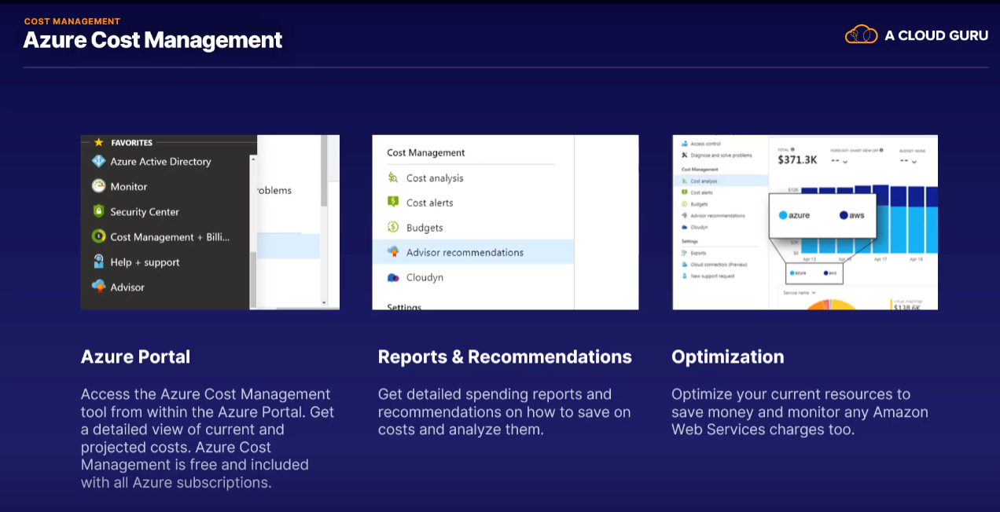 COST MANAGEMENT
Azure Cost Management
A CLOUD GURU
FAVORITES
Azure Active Directory
Monitor
Security Center
Cost Management + Billi...
Help + support
Advisor
roblems
Cost Management
Cost analysis
Cost alerts
Budgets
Advisor recommendations
Cloudyn
Settings
Access control
Diagnose and solve problems
Cost Management
Cost analysis
Cost alerts
Budgets
Advisor recommendations
Cloudyn
Settings
Exports
Cloud connectors (Preview)
New support request
TOTAL
$371.3K
FORECAST: CHART VIEW OFF
--
BUDGET: NONE
--
$12K
azure
aws
$2K
$0
Apr 13
Apr 15
Apr 17
Apr 19
azure
aws
Service name
virtual machines
$138.6K
Azure Portal
Access the Azure Cost Management
tool from within the Azure Portal. Get
a detailed view of current and
projected costs. Azure Cost
Management is free and included
with all Azure subscriptions.
Reports & Recommendations
Get detailed spending reports and
recommendations on how to save on
costs and analyze them.
Optimization
Optimize your current resources to
save money and monitor any Amazon
Web Services charges too.